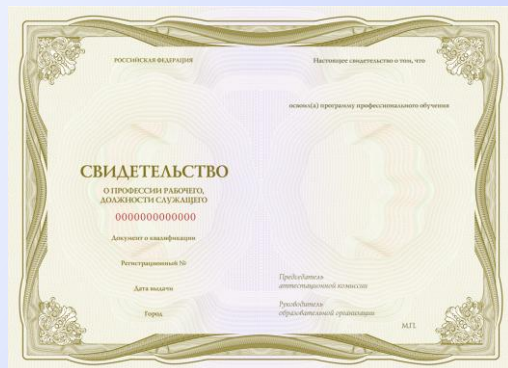 РОССИЙСКАЯ ФЕДЕРАЦИЯ
СВИДЕТЕЛЬСТВО
О ПРОФЕССИИ РАБОЧЕГО,
ДОЛЖНОСТИ СЛУЖАЩЕГО
0000000000000
Документ о квалификации
Регистрационный №
Дата выдачи
Город
Настоящее свидетельство о том, что
освоил(а) программу профессионального обучения
Председатель
аттестационной комиссии
Руководитель
образовательной организации
М.П.